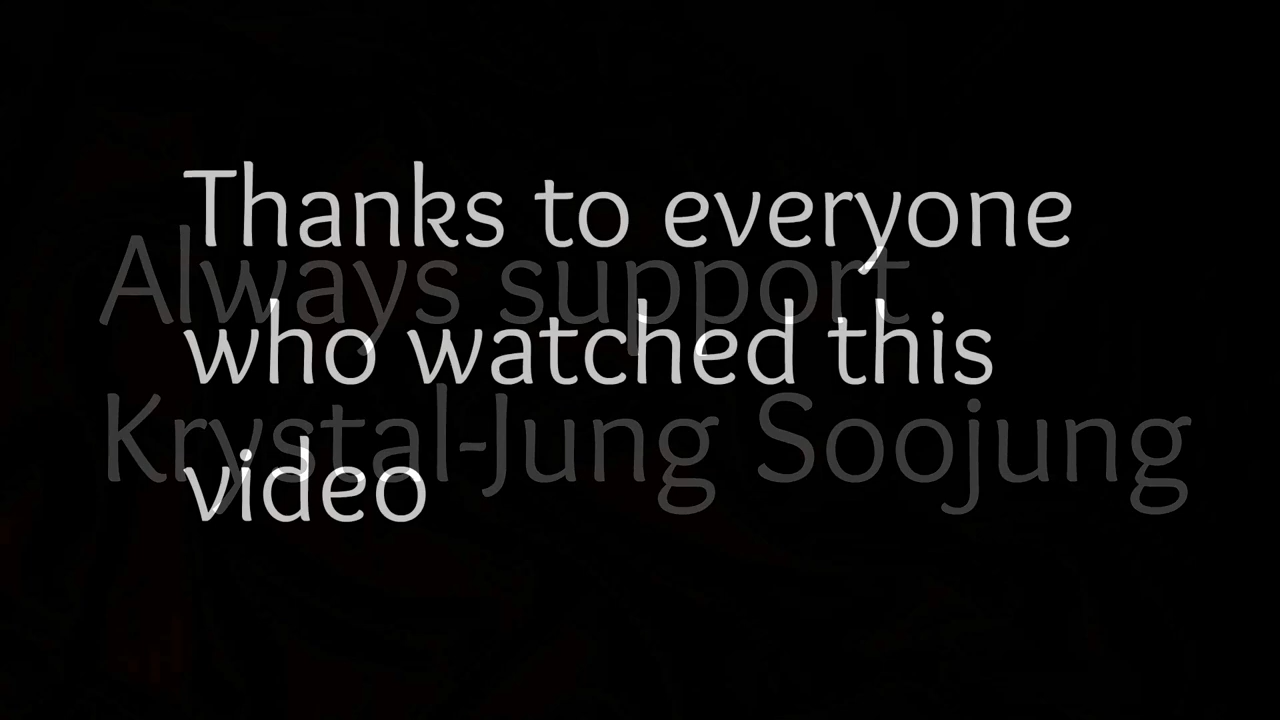 Thanks to everyone
Always support
who watched this
Krystal-Jung Soojung
video